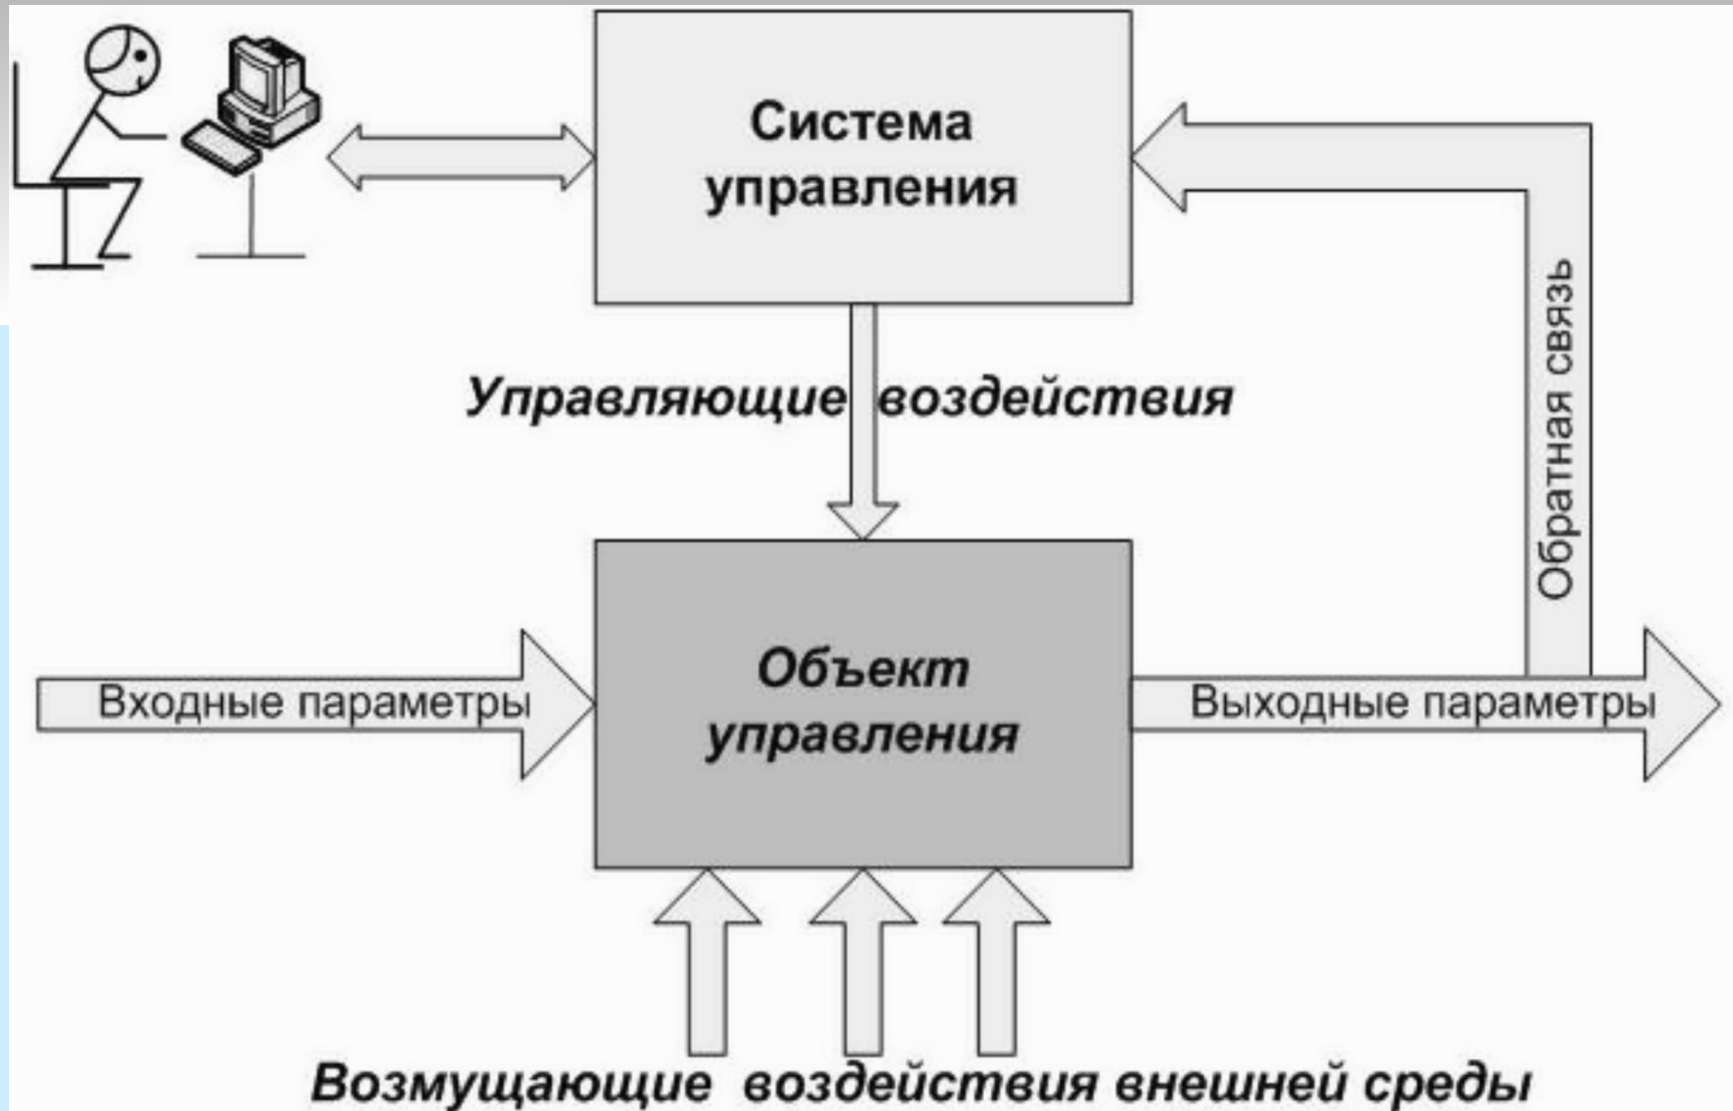 Система
управления
Управляющие воздействия
Обратная связь
Объект
управления
Входные параметры
Выходные параметры
Возмущающие воздействия внешней среды